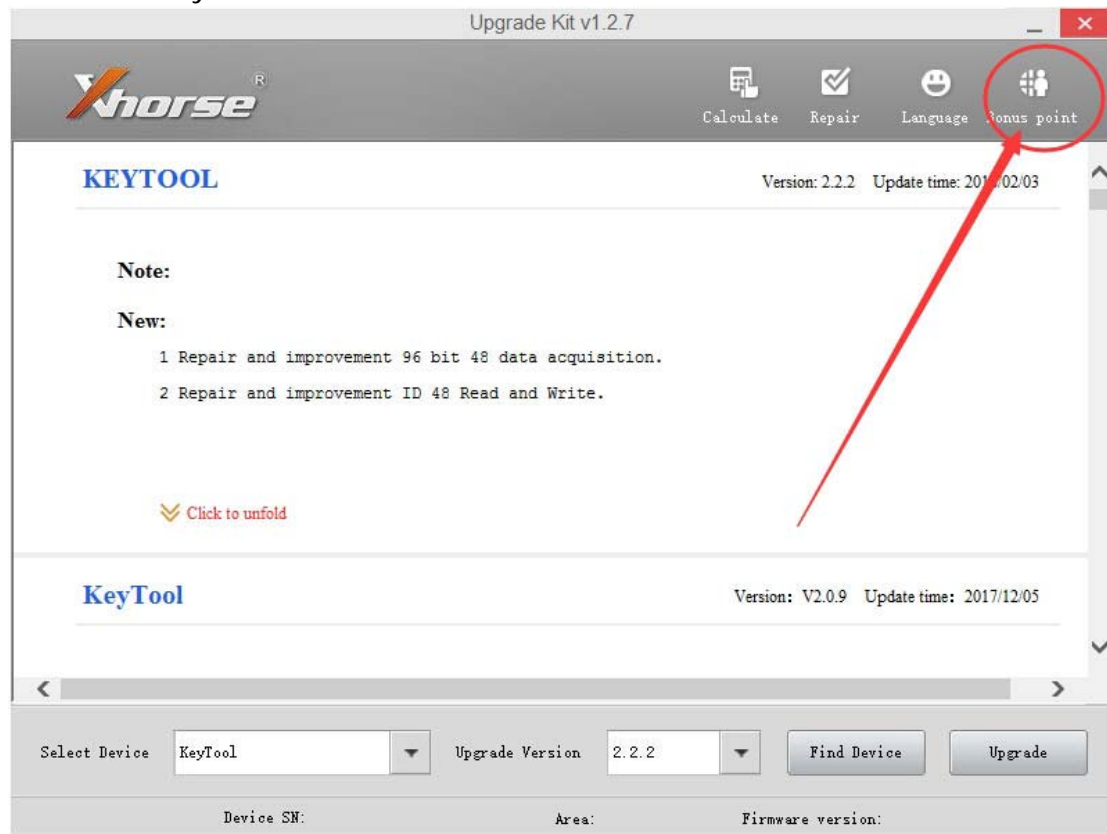 Upgrade Kit v1.2.7
Xhorse®
Calculate Repair Language Bonus point
KEYTOOL
Version: 2.2.2 Update time: 02/03
Note:
New:
1 Repair and improvement 96 bit 48 data acquisition.
2 Repair and improvement ID 48 Read and Write.
Click to unfold
KeyTool
Version: V2.0.9 Update time: 2017/12/05
Select Device KeyTool Upgrade Version 2.2.2 Find Device Upgrade
Device SN: Area: Firmware version: